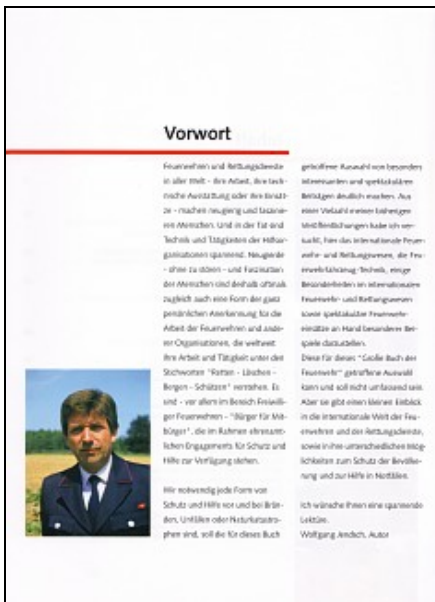 Vorwort
Feuerwehren und Rettungsdienste
in aller Welt - ihre Arbeit, ihre tech-
nische Ausstattung oder ihre Einsät-
ze - machen neugierig und faszinie-
ren Menschen. Und in der Tat sind
Technik und Tätigkeiten der Hilfsor-
ganisationen spannend. Neugierde
- ohne zu stören - und Faszination
der Menschen sind deshalb oftmals
zugleich auch eine Form der ganz
persönlichen Anerkennung für die
Arbeit der Feuerwehren und ande-
rer Organisationen, die weltweit
ihre Arbeit und Tätigkeit unter den
Stichworten "Retten - Löschen -
Bergen - Schützen" verstehen. Es
sind - vor allem im Bereich Freiwilli-
ger Feuerwehren - "Bürger für Mit-
bürger", die im Rahmen ehrenamt-
lichen Engagements für Schutz und
Hilfe zur Verfügung stehen.
Wie notwendig jede Form von
Schutz und Hilfe vor und bei Brän-
den, Unfällen oder Naturkatastro-
phen sind, soll die für dieses Buch
getroffene Auswahl von besonders
interessanten und spektakulären
Beiträgen deutlich machen. Aus
einer Vielzahl meiner bisherigen
Veröffentlichungen habe ich ver-
sucht, hier das internationale Feuer-
wehr- und Rettungswesen, die Feu-
erwehrfahrzeug-Technik, einige
Besonderheiten im internationalen
Feuerwehr- und Rettungswesen
sowie spektakuläre Feuerwehr-
einsätze an Hand besonderer Bei-
spiele darzustellen.
Diese für dieses "Große Buch der
Feuerwehr" getroffene Auswahl
kann und soll nicht umfassend sein.
Aber sie gibt einen kleinen Einblick
in die internationale Welt der Feu-
erwehren und der Rettungsdienste,
sowie in ihre unterschiedlichen Mög-
lichkeiten zum Schutz der Bevölke-
rung und zur Hilfe in Notfällen.
Ich wünsche Ihnen eine spannende
Lektüre.
Wolfgang Jendsch, Autor